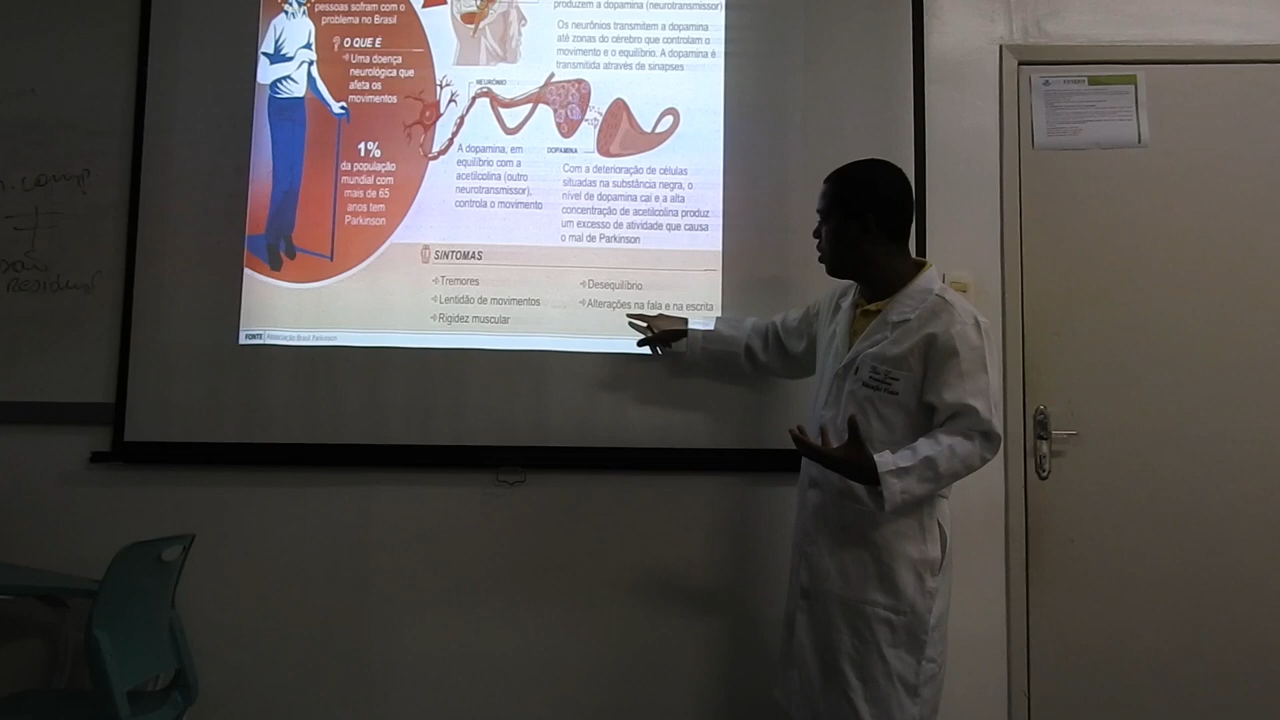 pessoas sofram com o
problema no Brasil
O QUE É
Uma doença
neurológica que
afeta os
movimentos
1%
da população
mundial com
mais de 65
anos tem
Parkinson
produzem a dopamina (neurotransmissor)
Os neurônios transmitem a dopamina
até zonas do cérebro que controlam o
movimento e o equilíbrio. A dopamina é
transmitida através de sinapses
NEURÔNIO
DOPAMINA
A dopamina, em
equilíbrio com a
acetilcolina (outro
neurotransmissor),
controla o movimento
Com a deterioração de células
situadas na substância negra, o
nível de dopamina cai e a alta
concentração de acetilcolina produz
um excesso de atividade que causa
o mal de Parkinson
SINTOMAS
Tremores
Lentidão de movimentos
Rigidez muscular
Desequilíbrio
Alterações na fala e na escrita
FONTE Associação Brasil Parkinson
Educação Física